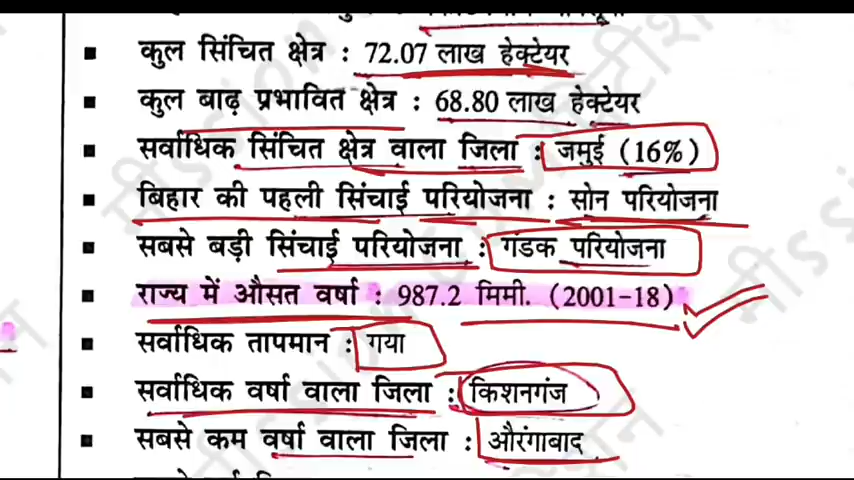 ▪ कुल सिंचित क्षेत्र : 72.07 लाख हेक्टेयर
▪ कुल बाढ़ प्रभावित क्षेत्र : 68.80 लाख हेक्टेयर
▪ सर्वाधिक सिंचित क्षेत्र वाला जिला : जमुई (16%)
▪ बिहार की पहली सिंचाई परियोजना : सोन परियोजना
▪ सबसे बड़ी सिंचाई परियोजना : गंडक परियोजना
▪ राज्य में औसत वर्षा : 987.2 मिमी. (2001-18)
▪ सर्वाधिक तापमान : गया
▪ सर्वाधिक वर्षा वाला जिला : किशनगंज
▪ सबसे कम वर्षा वाला जिला : औरंगाबाद